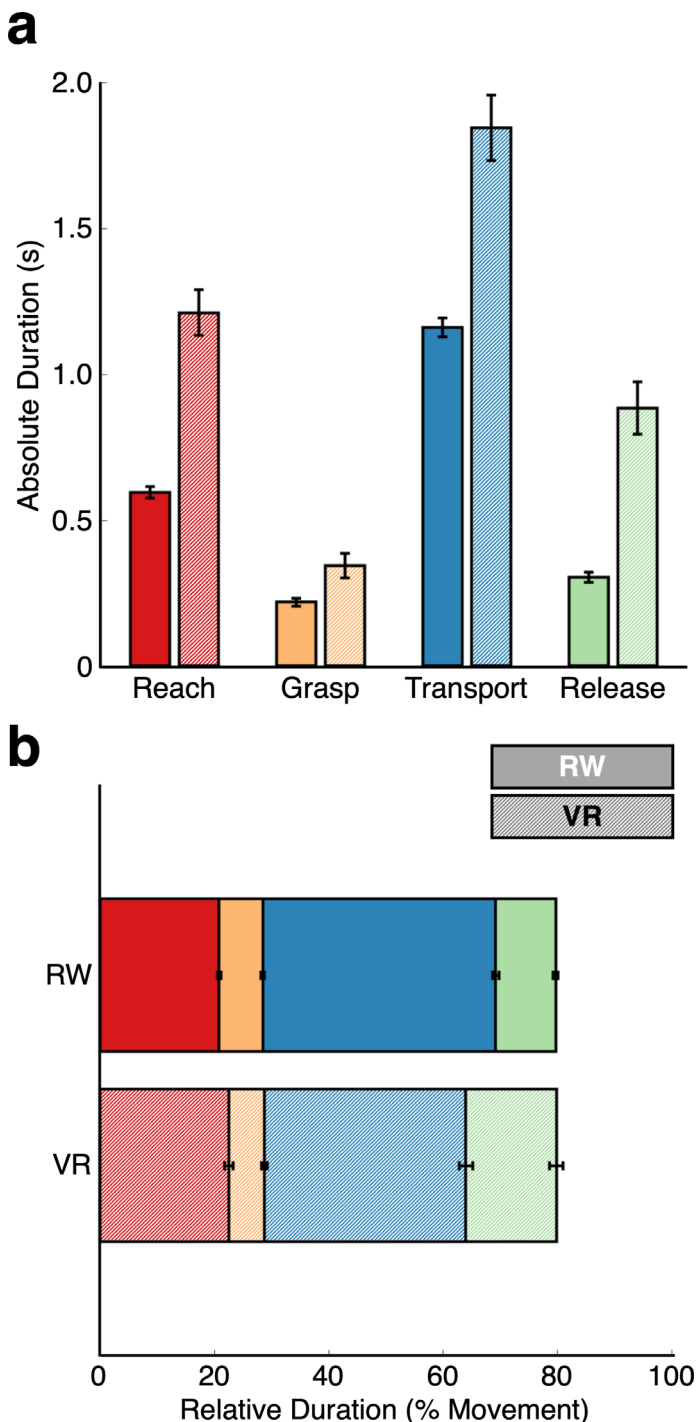 a
2.0
1.5
1.0
0.5
0
Absolute Duration (s)
Reach Grasp Transport Release
b
RW
VR
RW
VR
0 20 40 60 80 100
Relative Duration (% Movement)